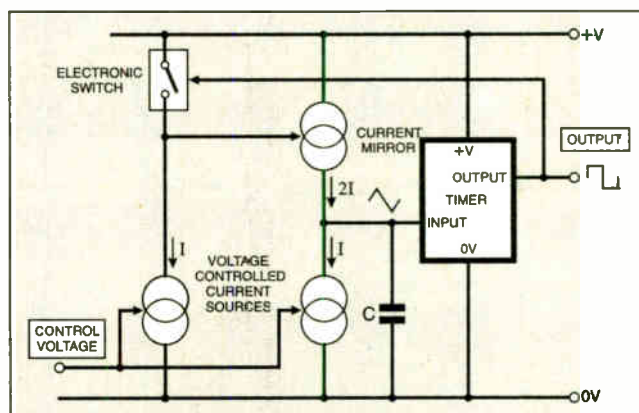 +V
ELECTRONIC
SWITCH
CURRENT
MIRROR
+V
OUTPUT
OUTPUT
TIMER
INPUT
0V
2I
I
I
VOLTAGE
CONTROLLED
CURRENT
SOURCES
C
CONTROL
VOLTAGE
0V